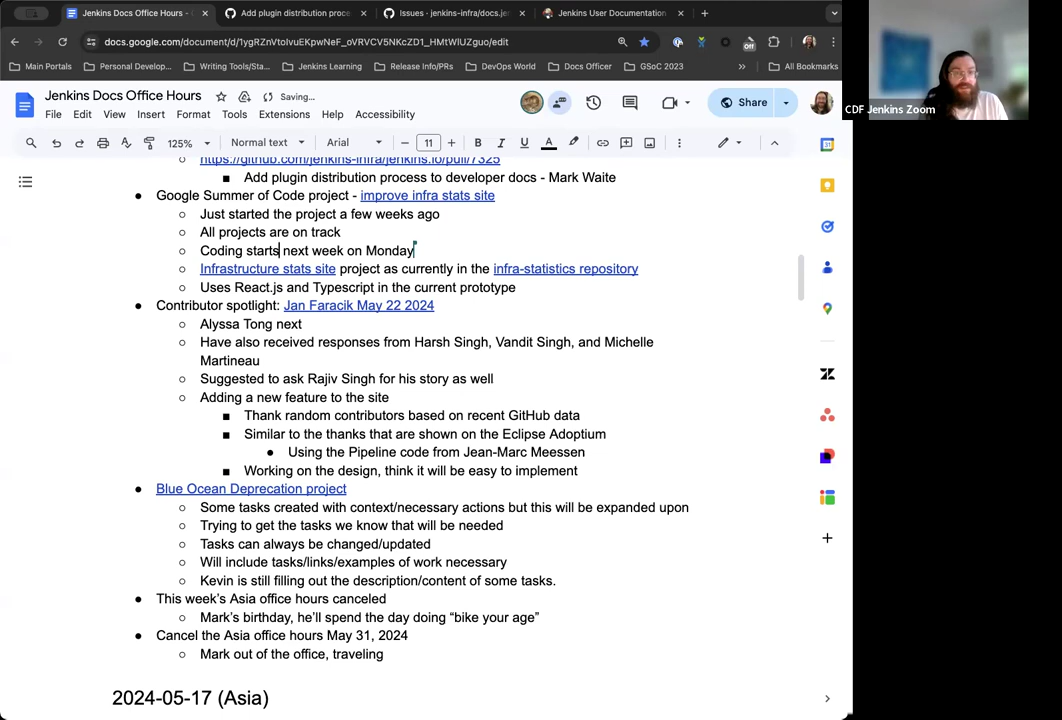 Jenkins Docs Office Hours -
Add plugin distribution proce
Issues · jenkins-infra/docs.jen
Jenkins User Documentation
docs.google.com/document/d/1ygRZnVtoIvuEKpwNeF_oVRVCV5NKcZD1_HMtWlUZguo/edit
Off
Main Portals
Personal Develop...
Writing Tools/Sta...
Jenkins Learning
Release Info/PRs
DevOps World
Docs Officer
GSoC 2023
All Bookmarks
Jenkins Docs Office Hours
Saving...
File Edit View Insert Format Tools Extensions Help Accessibility
Share
125% Normal text Arial 11 B I U A
https://github.com/jenkins-infra/jenkins.io/pull/7325
Add plugin distribution process to developer docs - Mark Waite
Google Summer of Code project - improve infra stats site
Just started the project a few weeks ago
All projects are on track
Coding starts next week on Monday
Infrastructure stats site project as currently in the infra-statistics repository
Uses React.js and Typescript in the current prototype
Contributor spotlight: Jan Faracik May 22 2024
Alyssa Tong next
Have also received responses from Harsh Singh, Vandit Singh, and Michelle
Martineau
Suggested to ask Rajiv Singh for his story as well
Adding a new feature to the site
Thank random contributors based on recent GitHub data
Similar to the thanks that are shown on the Eclipse Adoptium
Using the Pipeline code from Jean-Marc Meessen
Working on the design, think it will be easy to implement
Blue Ocean Deprecation project
Some tasks created with context/necessary actions but this will be expanded upon
Trying to get the tasks we know that will be needed
Tasks can always be changed/updated
Will include tasks/links/examples of work necessary
Kevin is still filling out the description/content of some tasks.
This week's Asia office hours canceled
Mark's birthday, he'll spend the day doing “bike your age”
Cancel the Asia office hours May 31, 2024
Mark out of the office, traveling
2024-05-17 (Asia)
CDF Jenkins Zoom